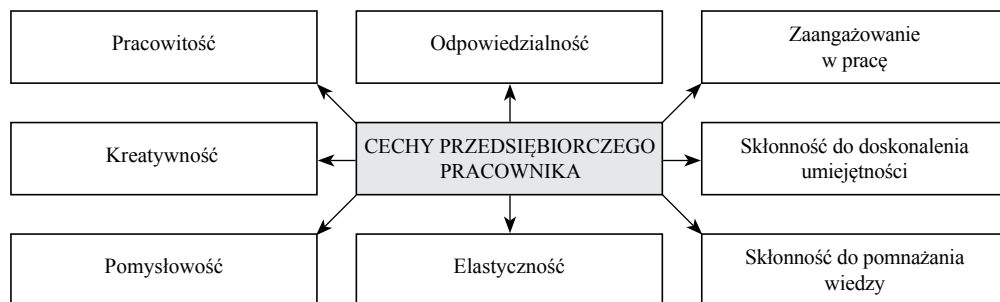 Pracowitość
Odpowiedzialność
Zaangażowanie
w pracę
Kreatywność
CECHY PRZEDSIĘBIORCZEGO
PRACOWNIKA
Skłonność do doskonalenia
umiejętności
Pomysłowość
Elastyczność
Skłonność do pomnażania
wiedzy